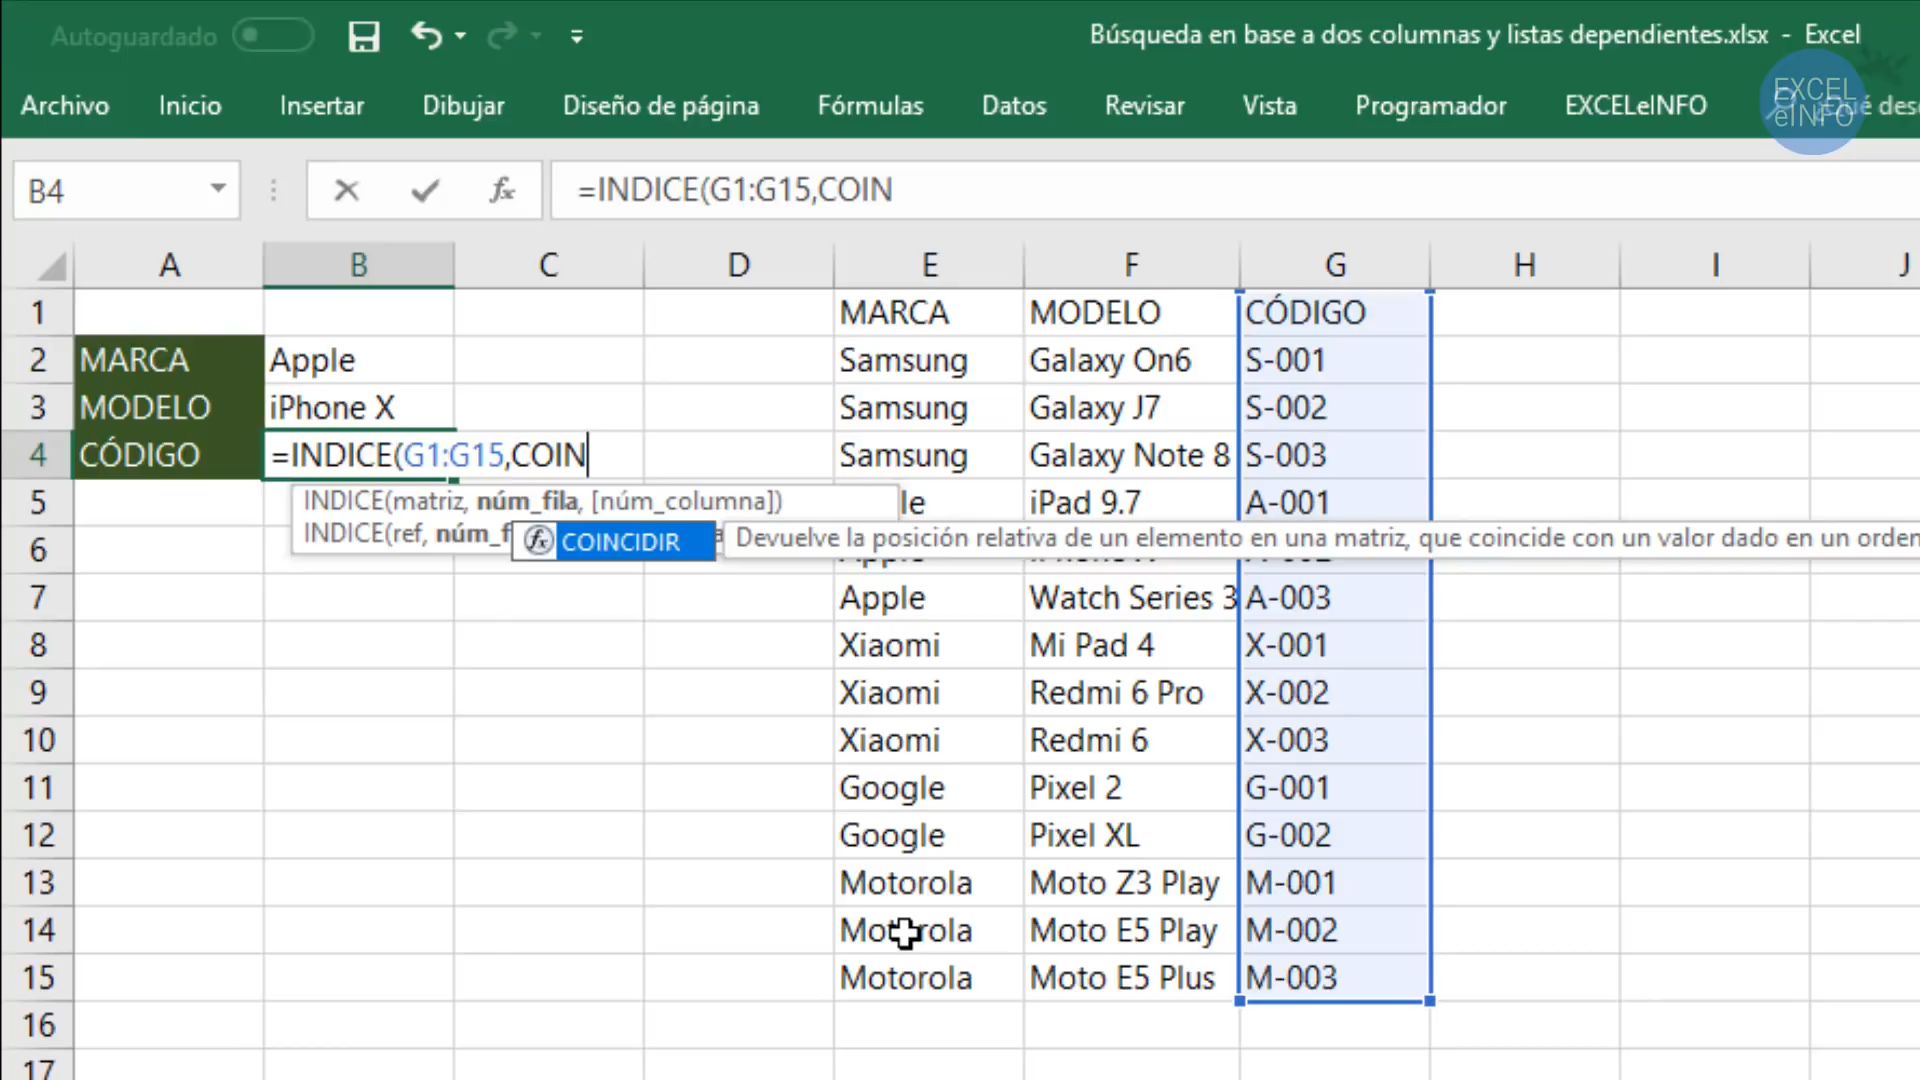 Autoguardado
Búsqueda en base a dos columnas y listas dependientes.xlsx - Excel
Archivo Inicio Insertar Dibujar Diseño de página Fórmulas Datos Revisar Vista Programador EXCELeINFO
EXCEL
eINFO
B4 fx =INDICE(G1:G15,COIN
A B C D E F G H I J
1 MARCA MODELO CÓDIGO
2 MARCA Apple Samsung Galaxy On6 S-001
3 MODELO iPhone X Samsung Galaxy J7 S-002
4 CÓDIGO =INDICE(G1:G15,COIN Samsung Galaxy Note 8 S-003
5 INDICE(matriz, núm_fila, [núm_columna]) iPad 9.7 A-001
6 INDICE(ref, fx COINCIDIR Devuelve la posición relativa de un elemento en una matriz, que coincide con un valor dado en un orden
7 Apple Watch Series 3 A-003
8 Xiaomi Mi Pad 4 X-001
9 Xiaomi Redmi 6 Pro X-002
10 Xiaomi Redmi 6 X-003
11 Google Pixel 2 G-001
12 Google Pixel XL G-002
13 Motorola Moto Z3 Play M-001
14 Motorola Moto E5 Play M-002
15 Motorola Moto E5 Plus M-003
16
17